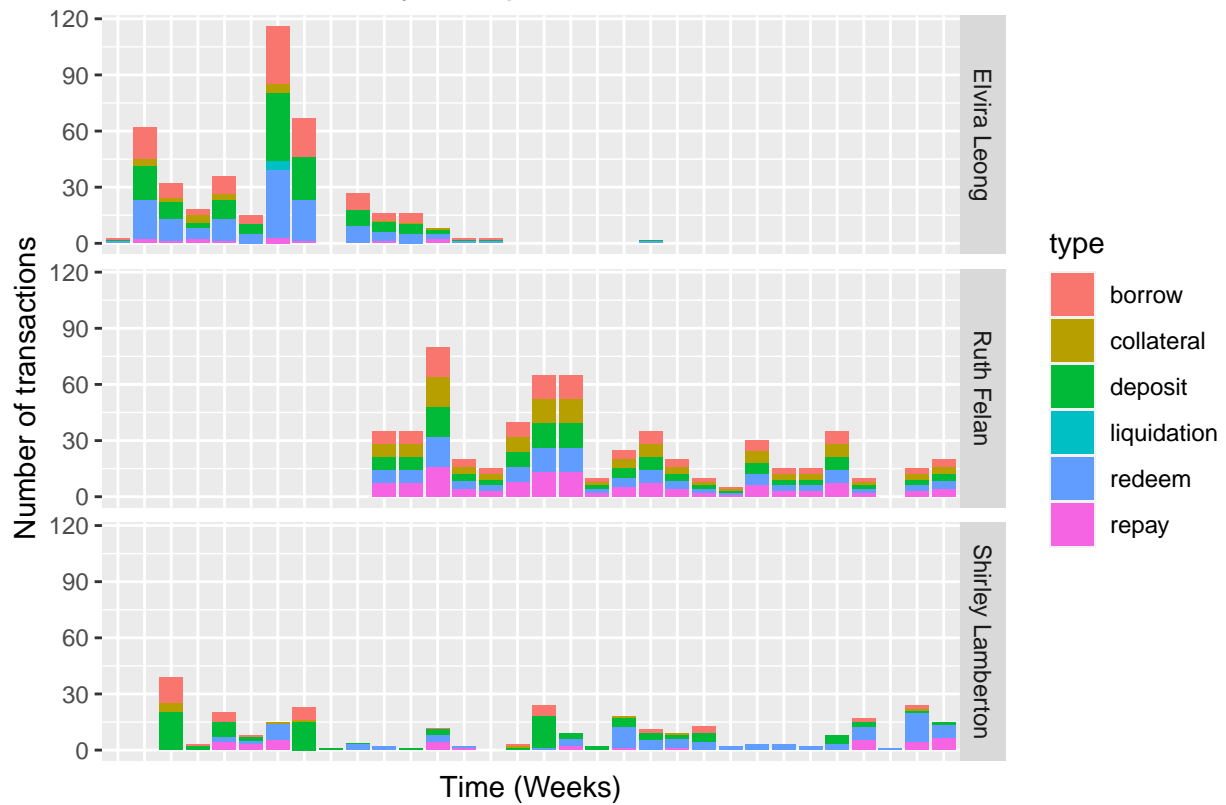 Number of transactions
120
90
60
30
0
Elvira Leong
120
90
60
30
0
Ruth Felan
120
90
60
30
0
Shirley Lamberton
Time (Weeks)
type
borrow
collateral
deposit
liquidation
redeem
repay